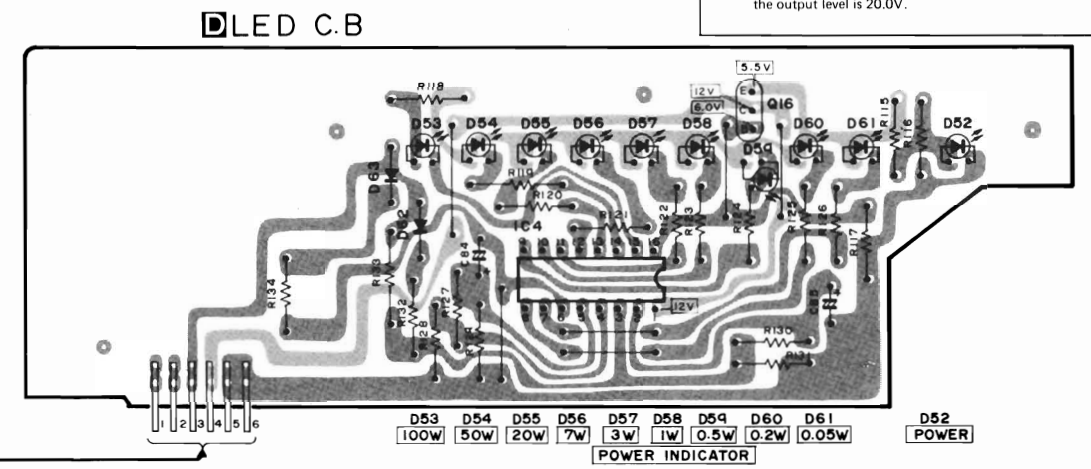 the output level is 20.0V.
D LED C.B
5.5V
R118
12V
E
C
B
Q16
6.0V
R115
R116
D53 D54 D55 D56 D57 D58 D60 D61 D52
D59
D63
R119
R120
D62
R121
R122
R123
R124
R125
R126
R117
IC4
C84
R133
R134
R132
R127
R128
12V
C85
R130
R131
1 2 3 4 5 6
D53 D54 D55 D56 D57 D58 D59 D60 D61 D52
100W 50W 20W 7W 3W 1W 0.5W 0.2W 0.05W POWER
POWER INDICATOR